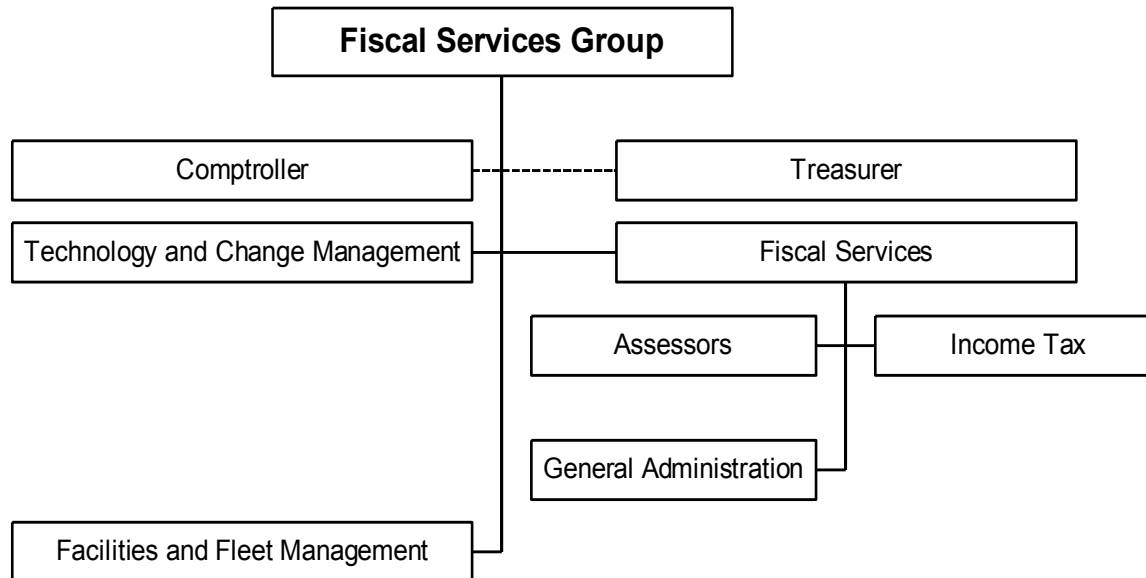 Fiscal Services Group
Comptroller
Treasurer
Technology and Change Management
Fiscal Services
Assessors
Income Tax
General Administration
Facilities and Fleet Management